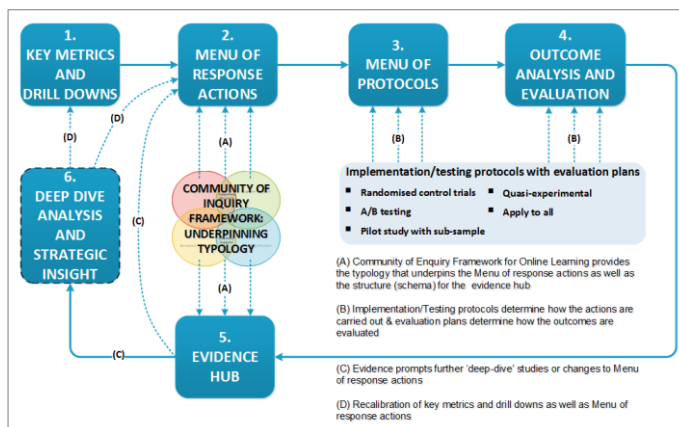 1.
KEY METRICS
AND
DRILL DOWNS
2.
MENU OF
RESPONSE
ACTIONS
3.
MENU OF
PROTOCOLS
4.
OUTCOME
ANALYSIS AND
EVALUATION
(D)
(D)
(A)
(B)
(B)
6.
DEEP DIVE
ANALYSIS
AND
STRATEGIC
INSIGHT
(C)
COMMUNITY OF
INQUIRY
FRAMEWORK:
UNDERPINNING
TYPOLOGY
Implementation/testing protocols with evaluation plans
▪ Randomised control trials
▪ Quasi-experimental
▪ A/B testing
▪ Apply to all
▪ Pilot study with sub-sample
(A)
(A) Community of Enquiry Framework for Online Learning provides
the typology that underpins the Menu of response actions as well as
the structure (schema) for the evidence hub
(B) Implementation/Testing protocols determine how the actions are
carried out & evaluation plans determine how the outcomes are
evaluated
5.
EVIDENCE
HUB
(C)
(C) Evidence prompts further 'deep-dive' studies or changes to Menu
of response actions
(D) Recalibration of key metrics and drill downs as well as Menu of
response actions